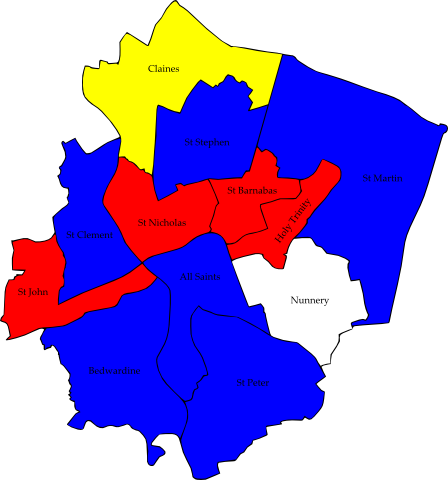 Claines
St Stephen
St Martin
St Barnabas
Holy Trinity
St Nicholas
St Clement
All Saints
St John
Nunnery
Bedwardine
St Peter